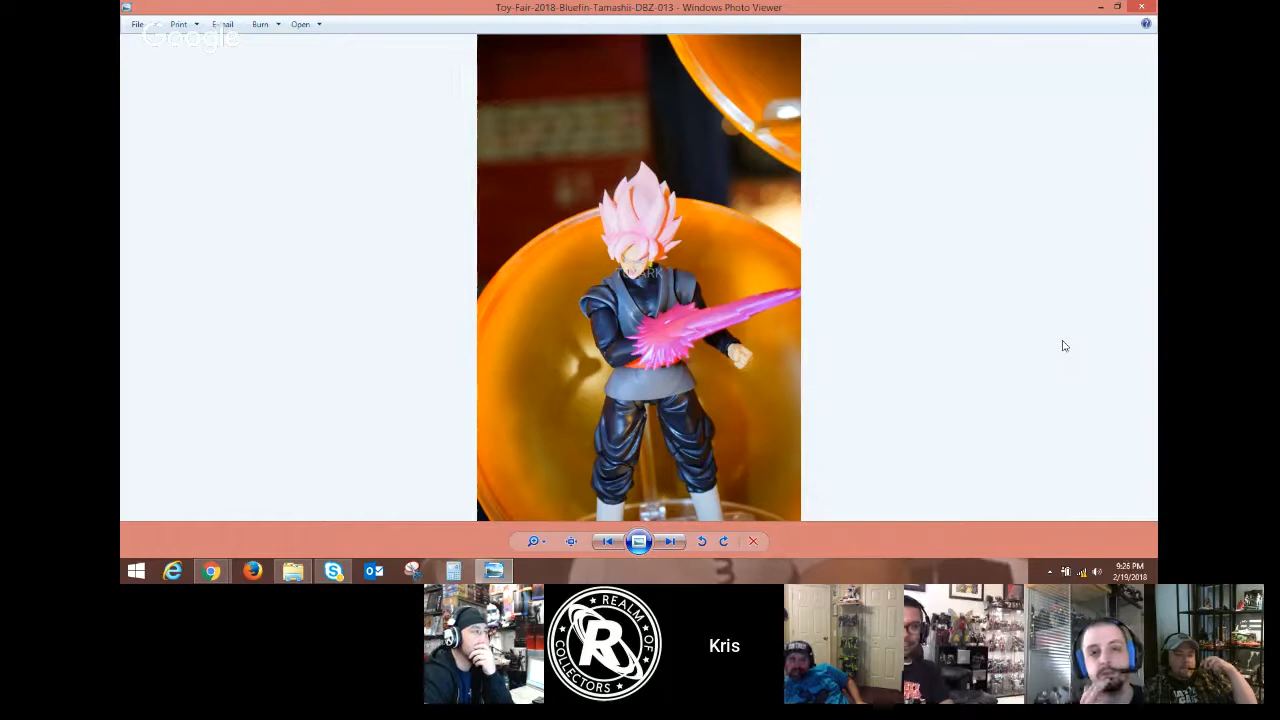 Toy-Fair-2018-Bluefin-Tamashii-DBZ-013 - Windows Photo Viewer
File Print E-mail Burn Open
Google
9:26 PM
2/19/2018
REALM OF
R
COLLECTORS
Kris